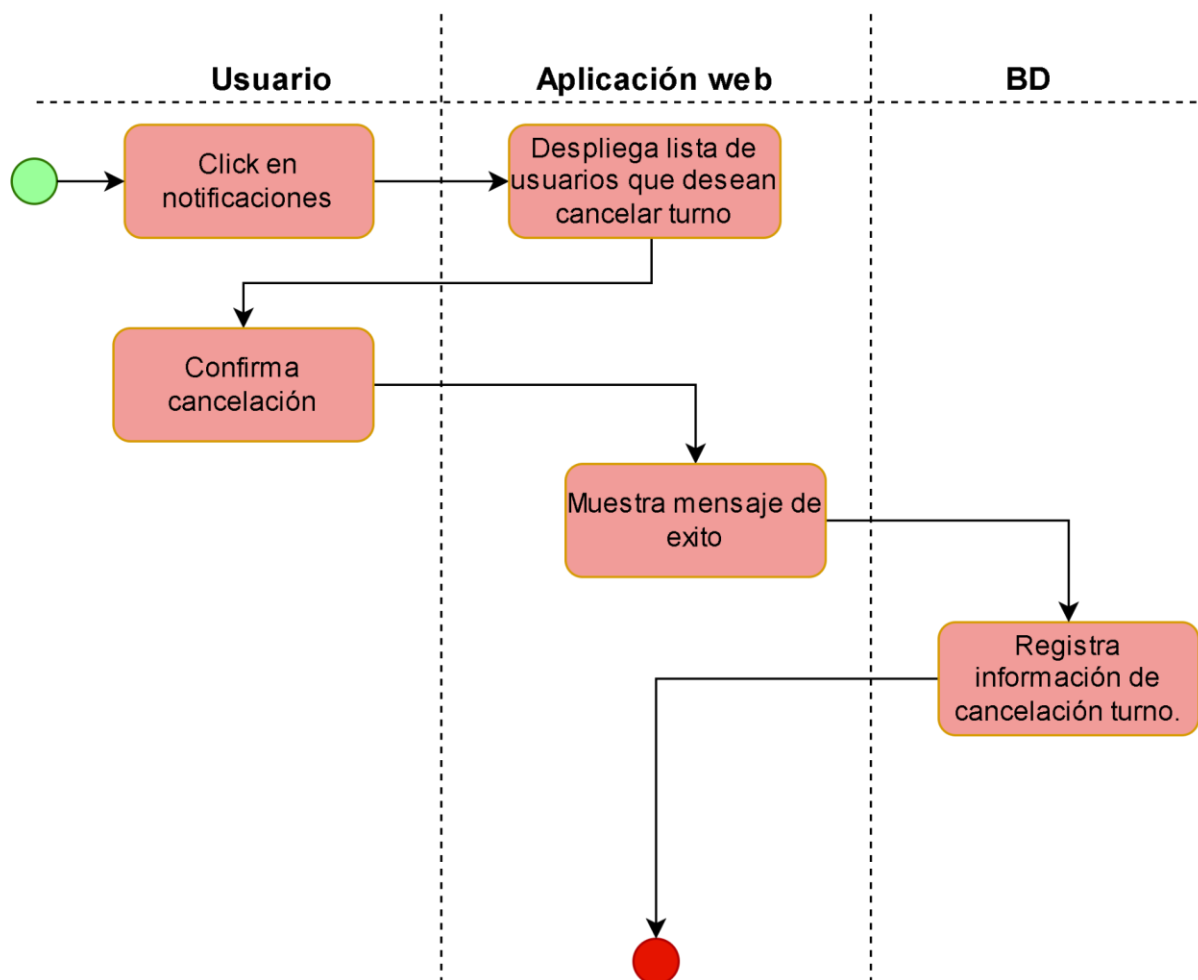 Usuario
Aplicación web
BD
Click en
notificaciones
Despliega lista de
usuarios que desean
cancelar turno
Confirma
cancelación
Muestra mensaje de
exito
Registra
información de
cancelación turno.